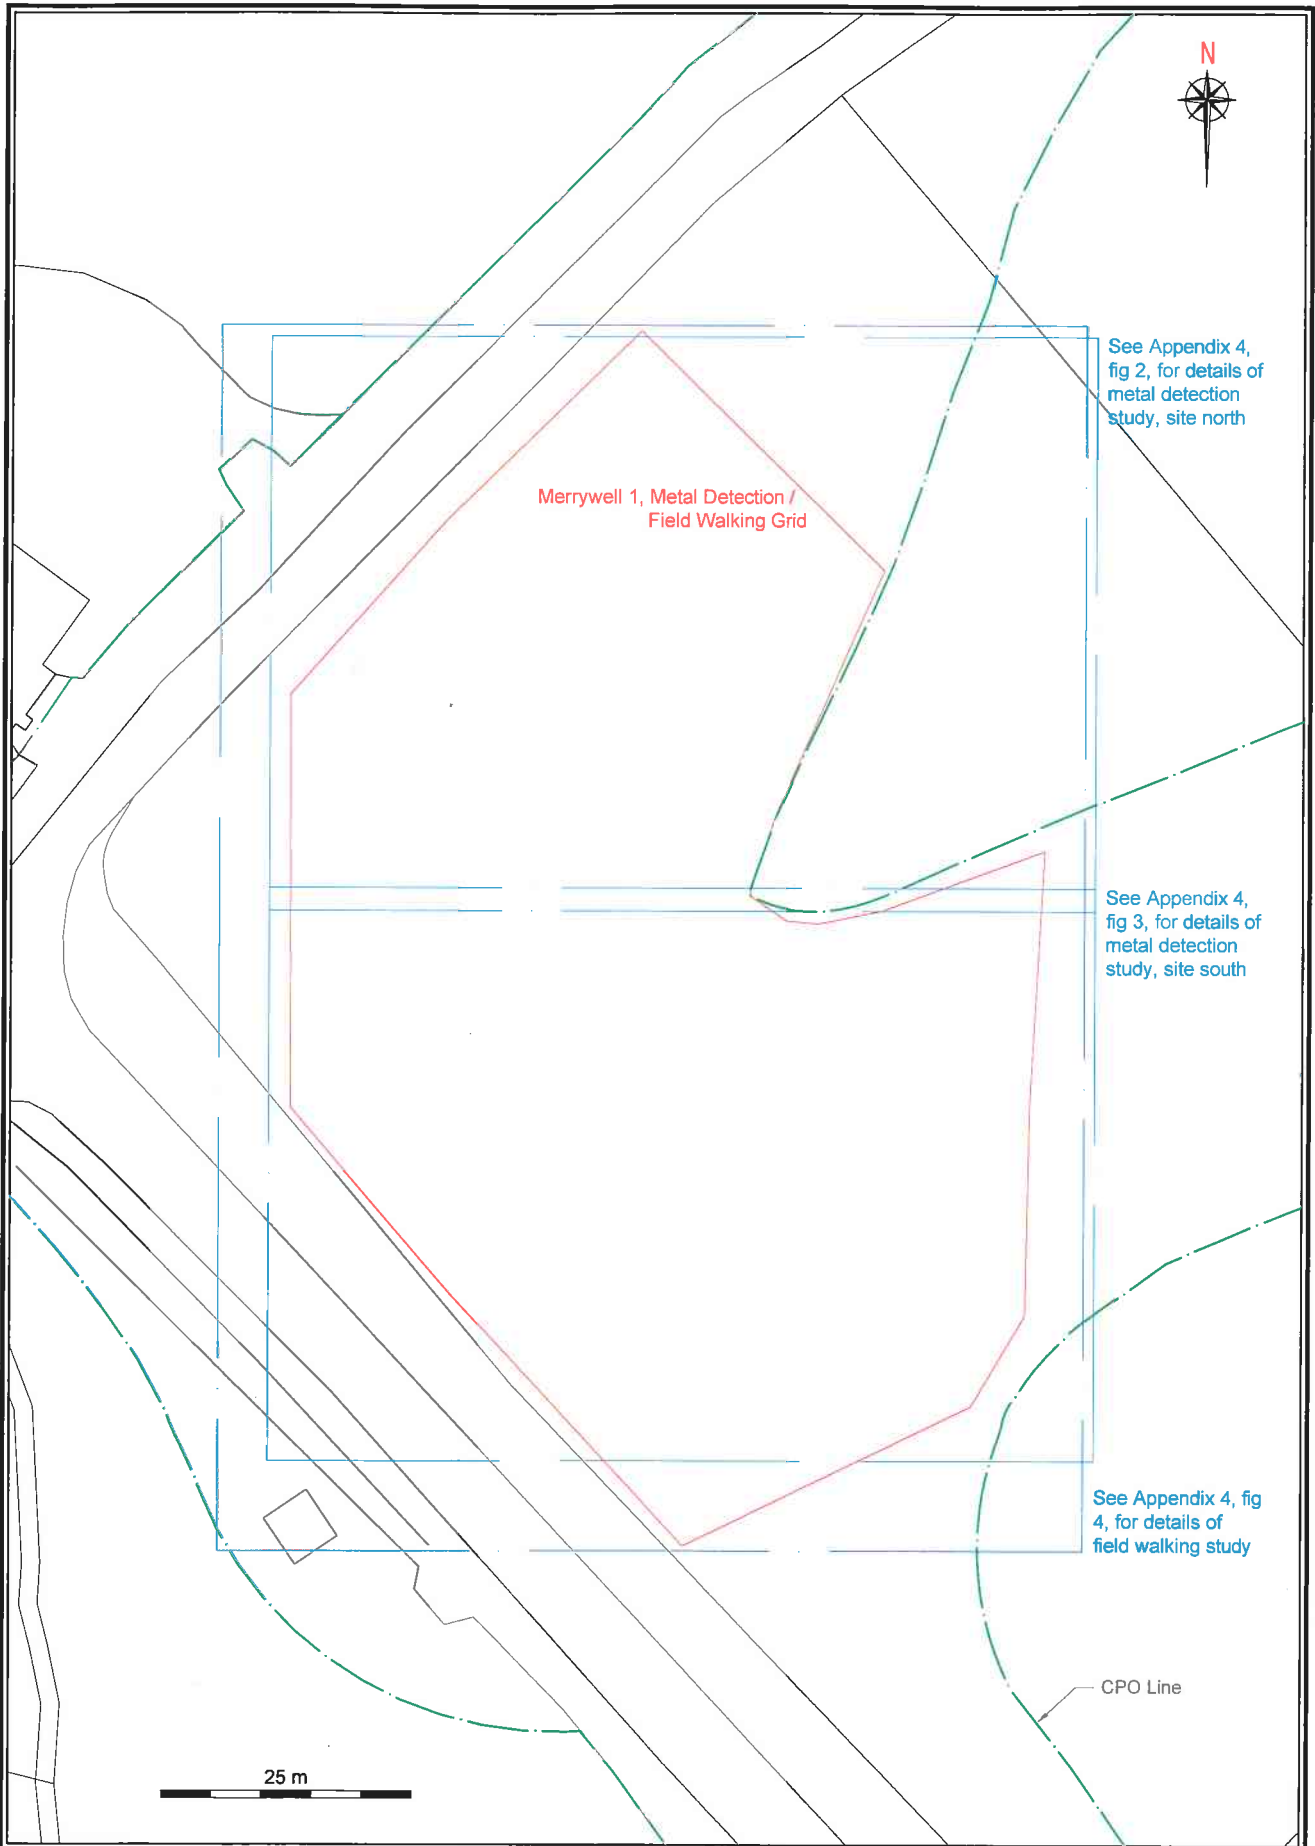 N
See Appendix 4,
fig 2, for details of
metal detection
study, site north
Merrywell 1, Metal Detection /
Field Walking Grid
See Appendix 4,
fig 3, for details of
metal detection
study, site south
See Appendix 4, fig
4, for details of
field walking study
CPO Line
25 m